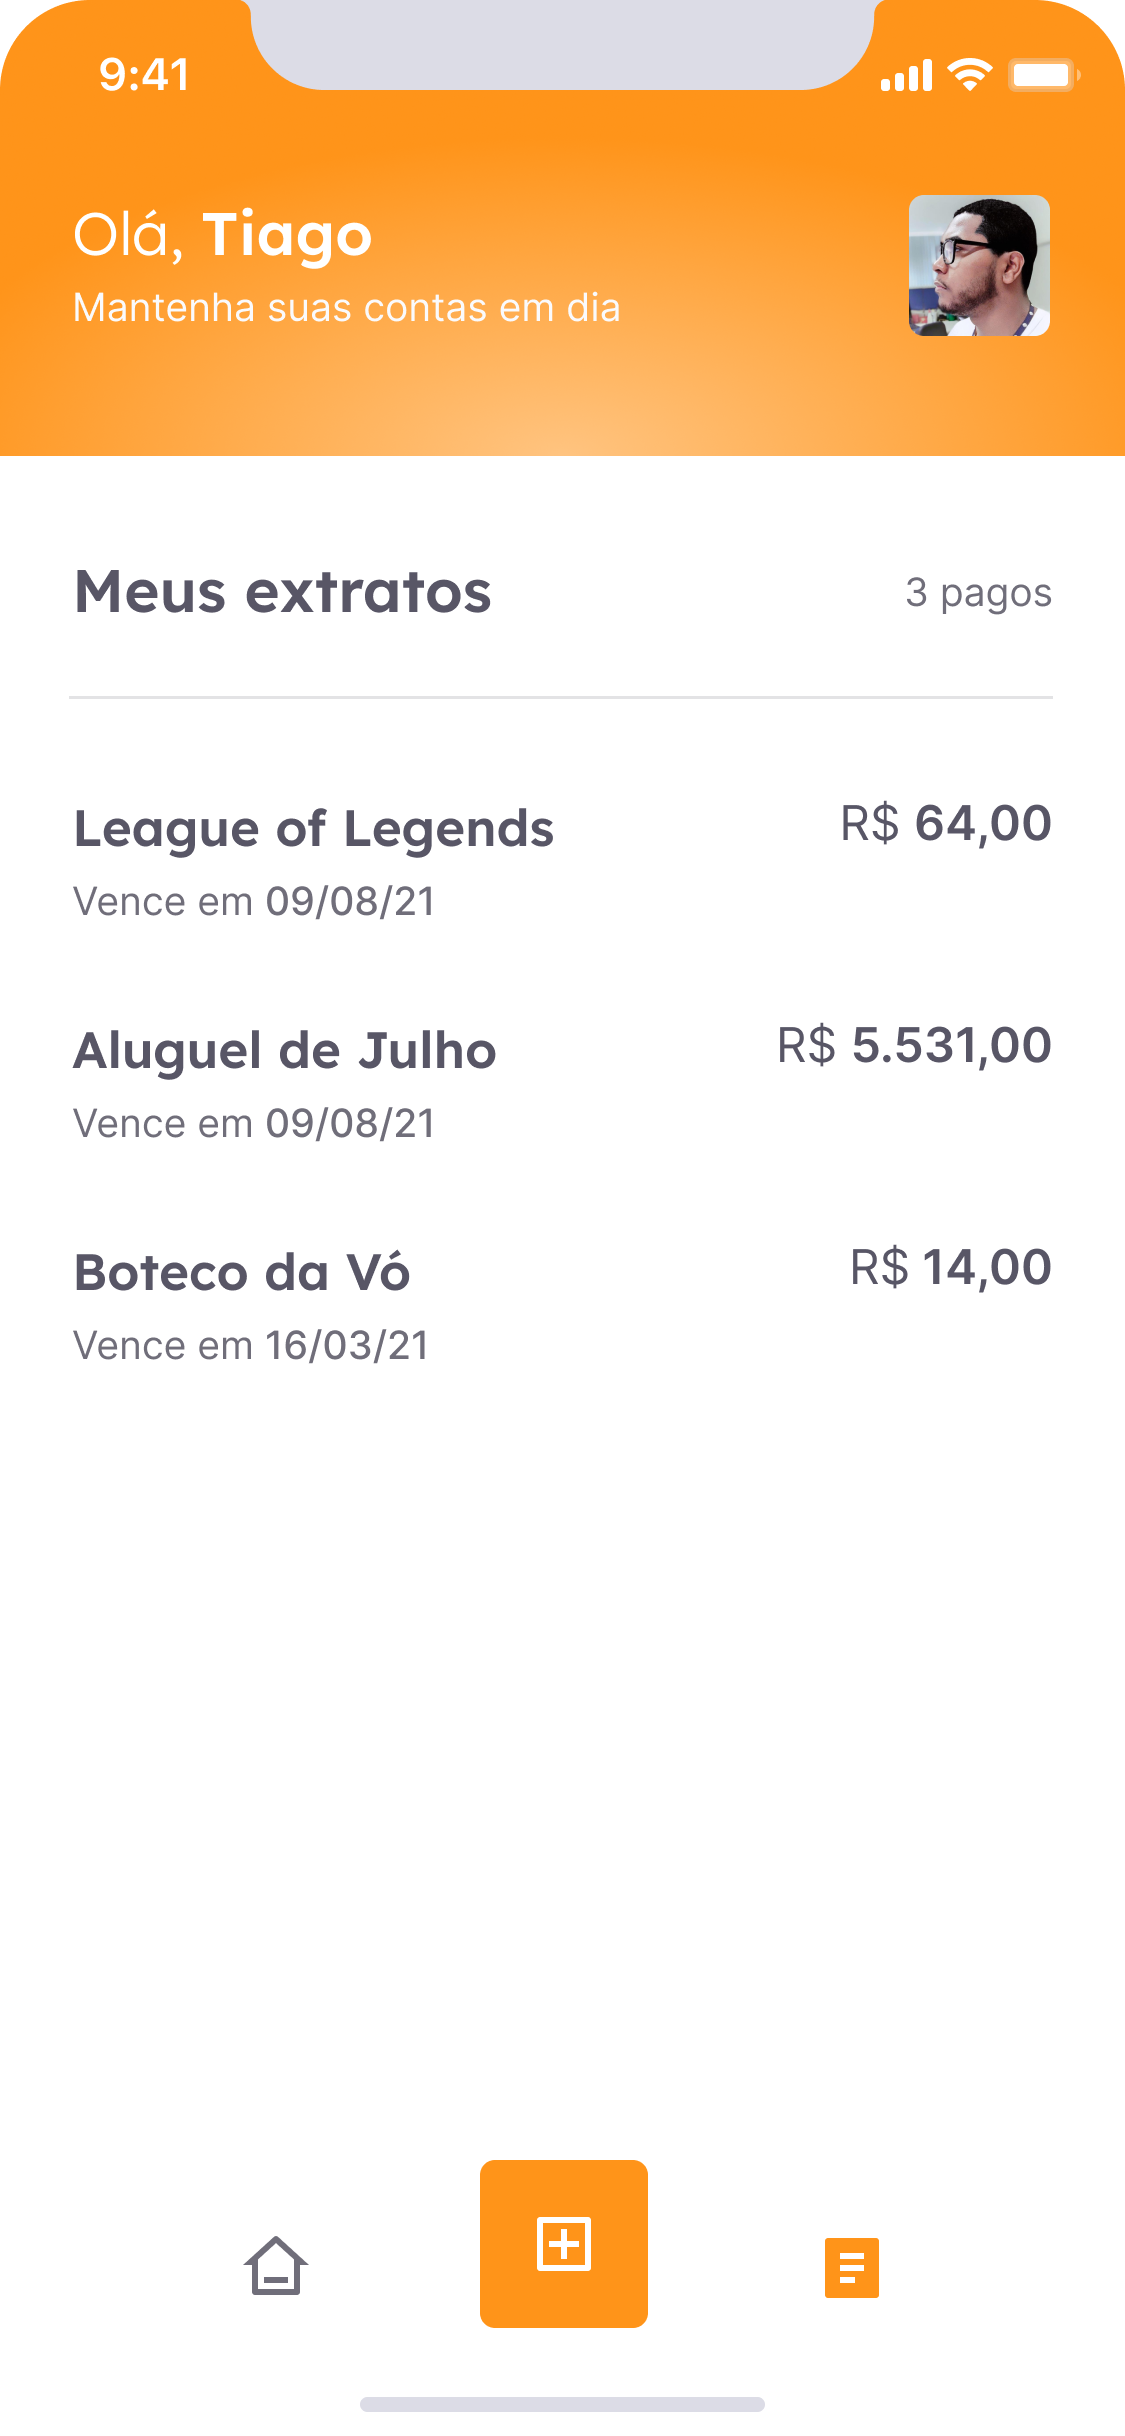 9:41
Olá, Tiago
Mantenha suas contas em dia
Meus extratos
3 pagos
League of Legends
R$ 64,00
Vence em 09/08/21
Aluguel de Julho
R$ 5.531,00
Vence em 09/08/21
Boteco da Vó
R$ 14,00
Vence em 16/03/21